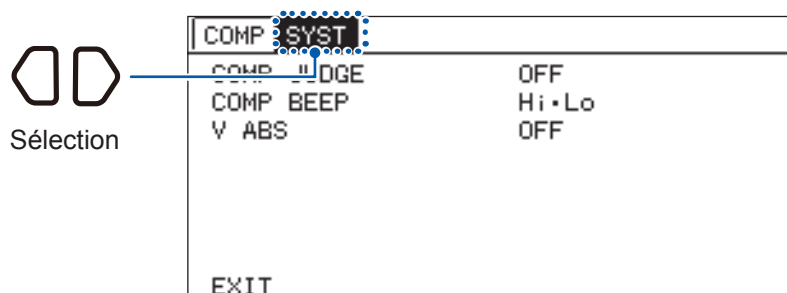 COMP SYST
COMP JUDGE OFF
COMP BEEP Hi•Lo
V ABS OFF
EXIT
Sélection